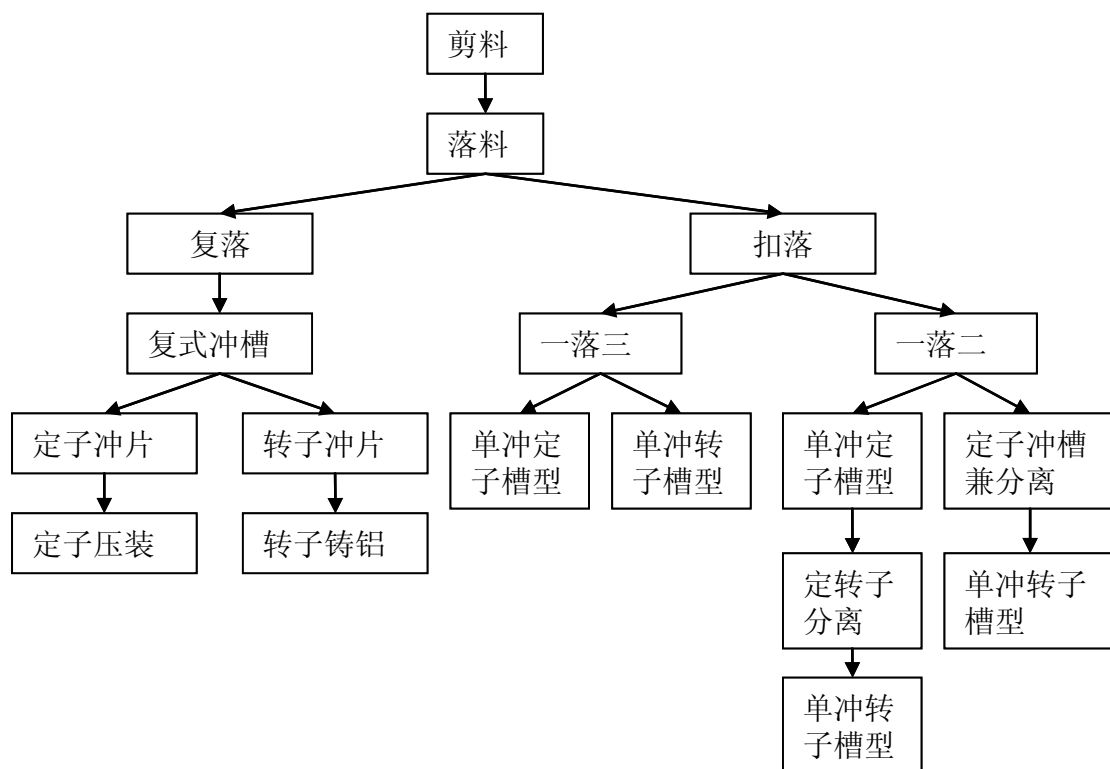 剪料
落料
复落
扣落
复式冲槽
一落三
一落二
定子冲片
转子冲片
单冲定
子槽型
单冲转
子槽型
单冲定
子槽型
定子冲槽
兼分离
定子压装
转子铸铝
定转子
分离
单冲转子
槽型
单冲转
子槽型